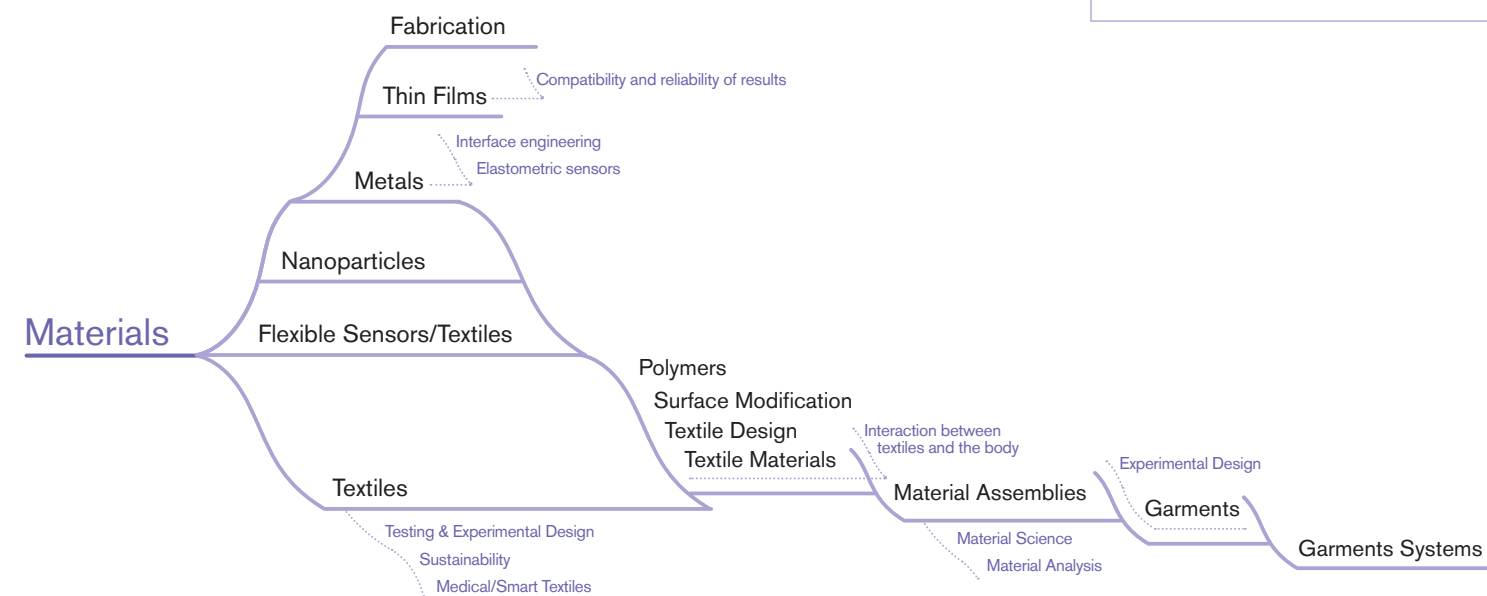 Fabrication
Compatibility and reliability of results
Thin Films
Interface engineering
Elastometric sensors
Metals
Nanoparticles
Materials
Flexible Sensors/Textiles
Polymers
Surface Modification
Textile Design
Textile Materials
Interaction between
textiles and the body
Experimental Design
Textiles
Material Assemblies
Garments
Testing & Experimental Design
Sustainability
Medical/Smart Textiles
Material Science
Material Analysis
Garments Systems